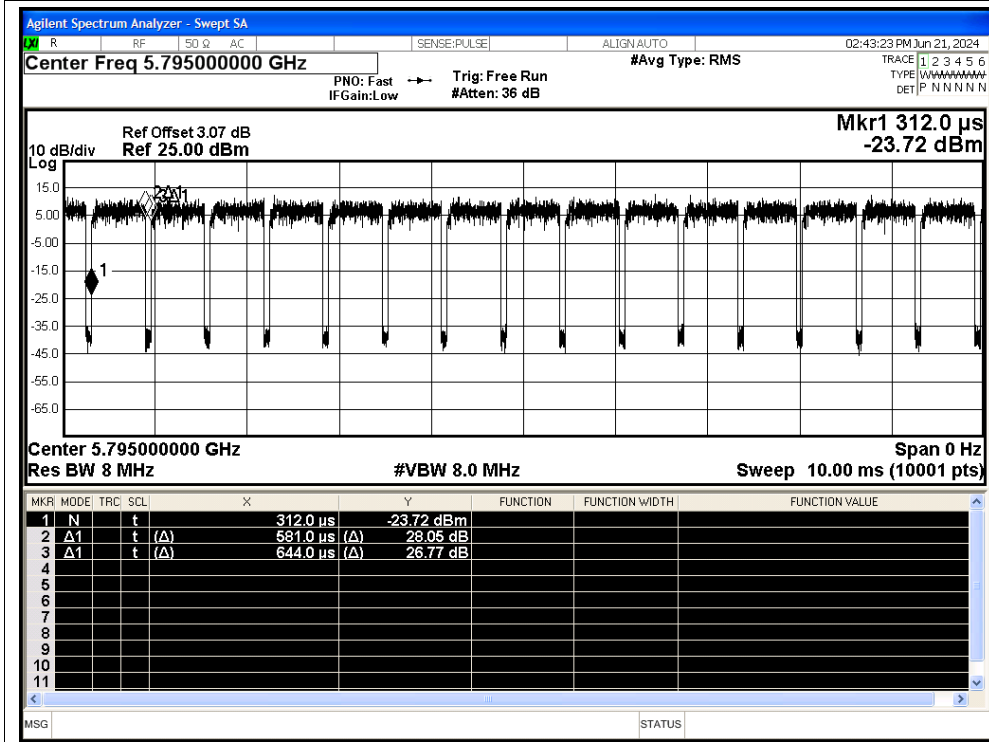 Agilent Spectrum Analyzer - Swept SA
LXI R RF 50 Ω AC SENSE:PULSE ALIGN AUTO 02:43:23 PM Jun 21, 2024
Center Freq 5.795000000 GHz
PNO: Fast
IFGain:Low
Trig: Free Run
#Atten: 36 dB
#Avg Type: RMS
TRACE 1 2 3 4 5 6
TYPE W
DET P N N N N N
Mkr1 312.0 µs
-23.72 dBm
Ref Offset 3.07 dB
10 dB/div Ref 25.00 dBm
Log
15.0
5.00
-5.00
-15.0
-25.0
-35.0
-45.0
-55.0
-65.0
1
Center 5.795000000 GHz Span 0 Hz
Res BW 8 MHz #VBW 8.0 MHz Sweep 10.00 ms (10001 pts)
MKR MODE TRC SCL X Y FUNCTION FUNCTION WIDTH FUNCTION VALUE
1 N t 312.0 µs -23.72 dBm
2 Δ1 t (Δ) 581.0 µs (Δ) 28.05 dB
3 Δ1 t (Δ) 644.0 µs (Δ) 26.77 dB
4
5
6
7
8
9
10
11
MSG STATUS